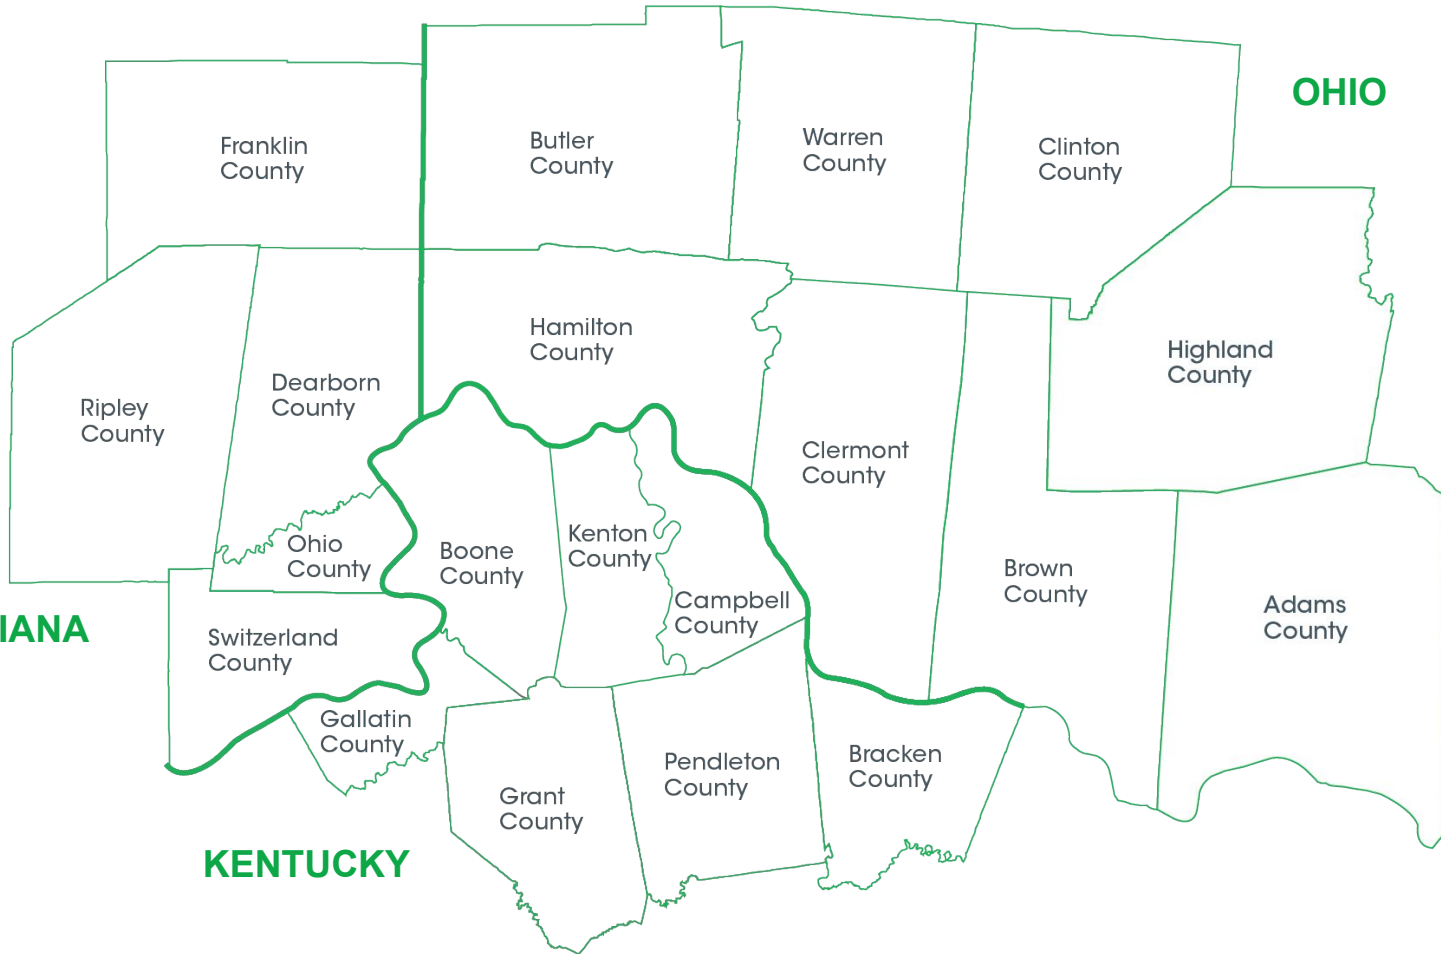 OHIO
Franklin
County
Butler
County
Warren
County
Clinton
County
Hamilton
County
Highland
County
Ripley
County
Dearborn
County
Clermont
County
Ohio
County
Boone
County
Kenton
County
Brown
County
Campbell
County
Adams
County
IANA
Switzerland
County
Gallatin
County
Pendleton
County
Bracken
County
Grant
County
KENTUCKY